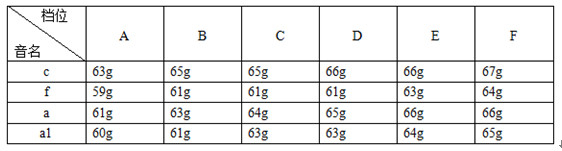 档位
音名 A B C D E F
c 63g 65g 65g 66g 66g 67g
f 59g 61g 61g 61g 63g 64g
a 61g 63g 64g 65g 66g 66g
a1 60g 61g 63g 63g 64g 65g